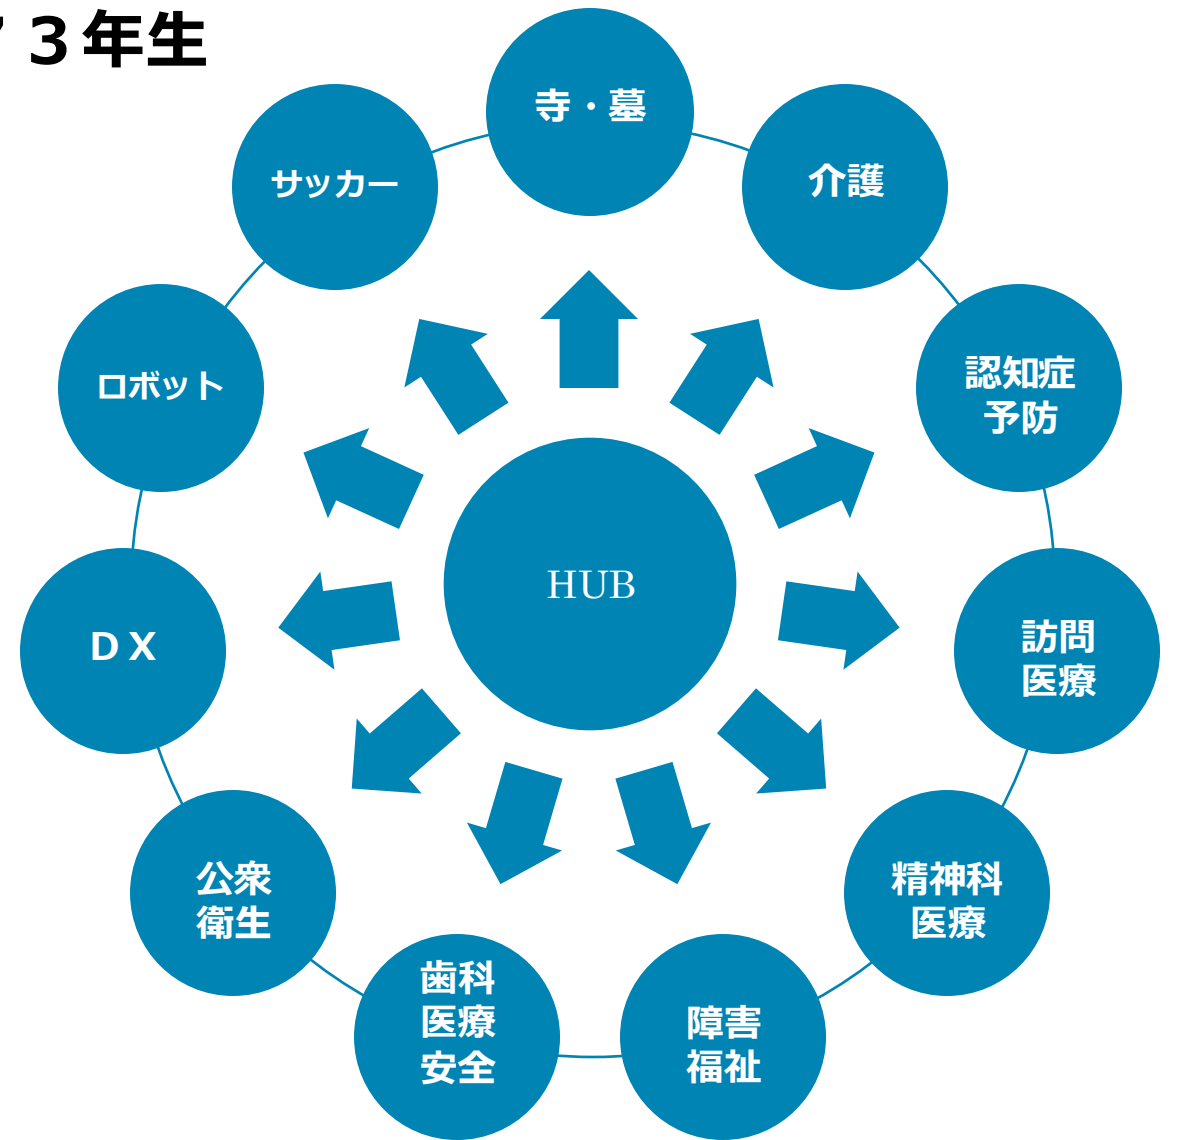 ３年生
寺・墓
サッカー
介護
ロボット
認知症
予防
HUB
ＤＸ
訪問
医療
公衆
衛生
精神科
医療
歯科
医療
安全
障害
福祉